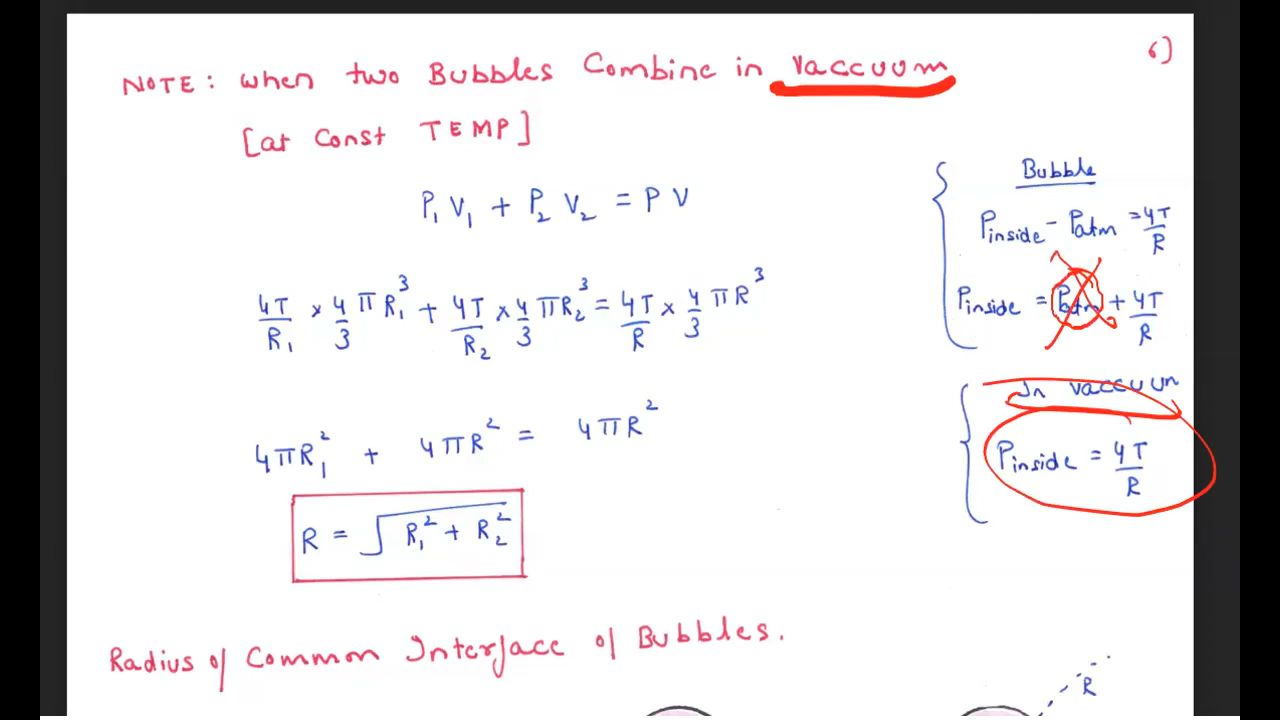 6]
NOTE: when two Bubbles Combine in Vaccuum
[at Const TEMP]
P₁V₁ + P₂V₂ = PV
4T/R₁ × 4/3 πR₁³ + 4T/R₂ × 4/3 πR₂³ = 4T/R × 4/3 πR³
4πR₁² + 4πR² = 4πR²
R = √(R₁² + R₂²)
Bubble
Pinside - Patm = 4T/R
Pinside = Patm + 4T/R
In vaccuum
Pinside = 4T/R
Radius of Common Interface of Bubbles.
R